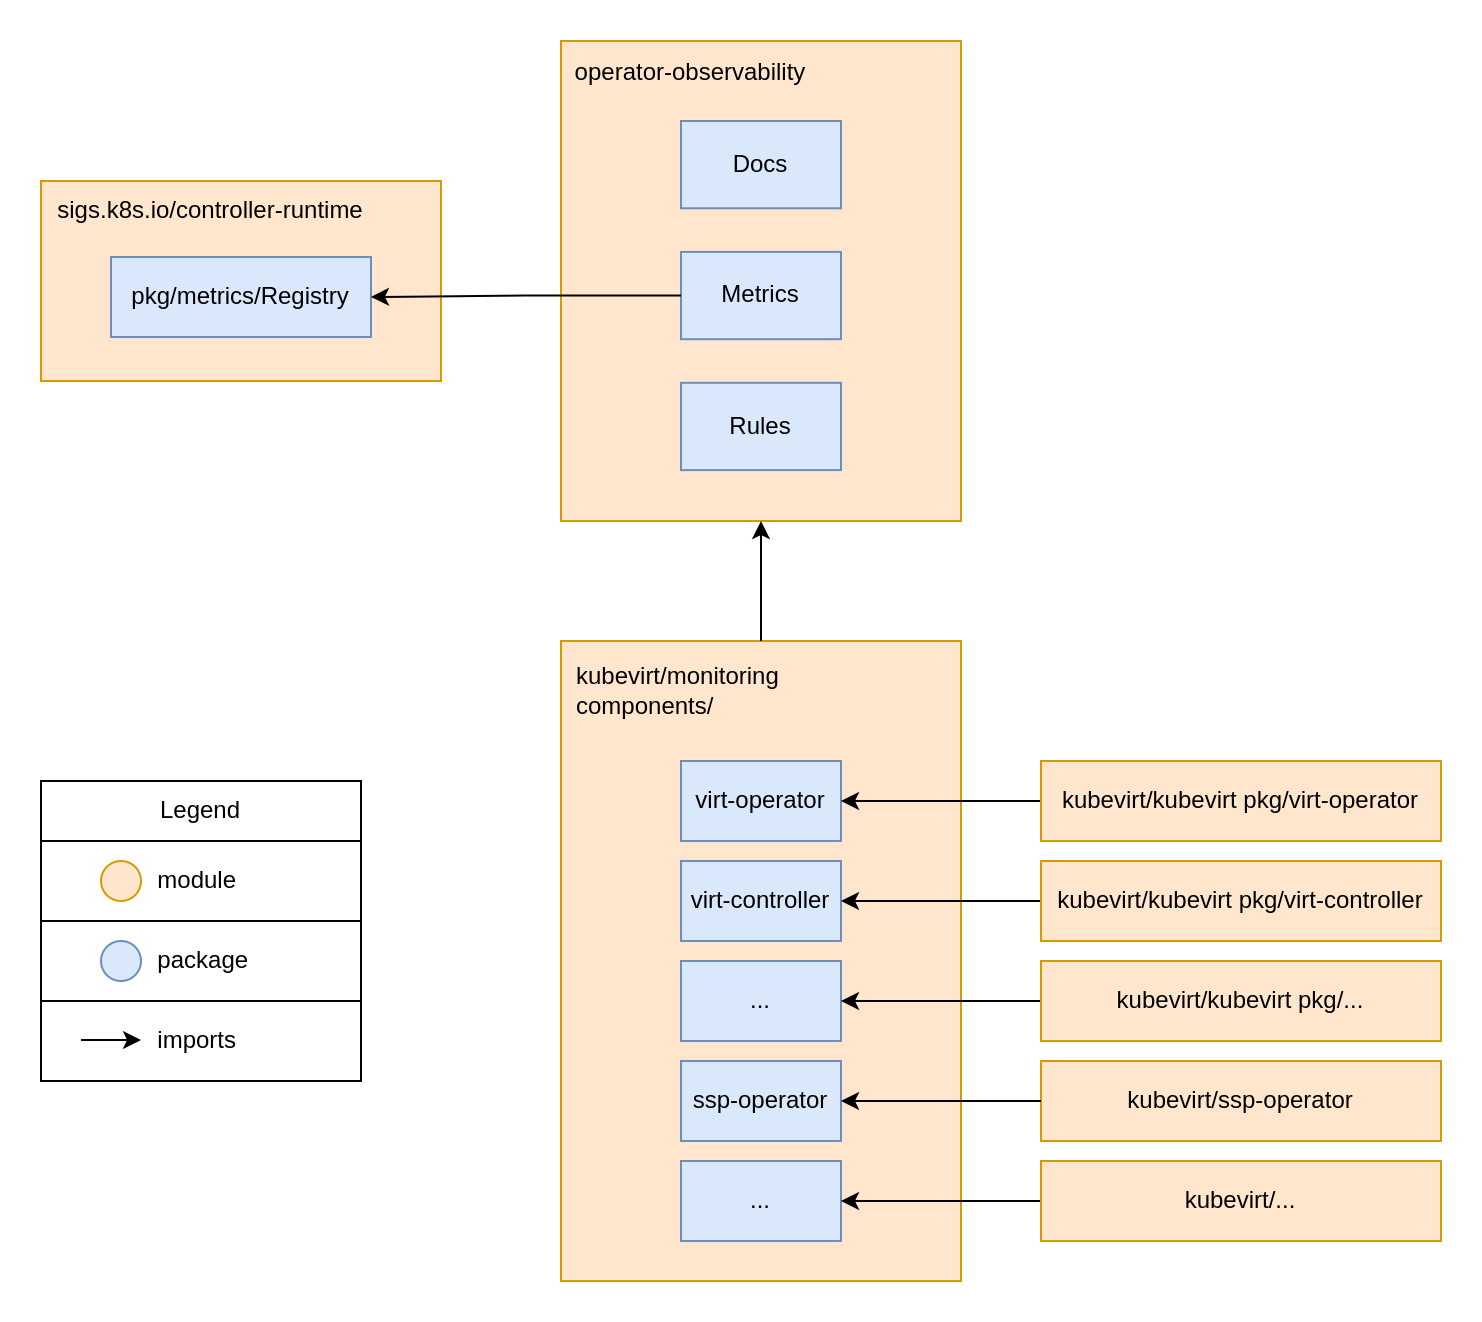 operator-observability
Docs
sigs.k8s.io/controller-runtime
pkg/metrics/Registry
Metrics
Rules
kubevirt/monitoring
components/
virt-operator
kubevirt/kubevirt pkg/virt-operator
virt-controller
kubevirt/kubevirt pkg/virt-controller
...
kubevirt/kubevirt pkg/...
ssp-operator
kubevirt/ssp-operator
...
kubevirt/...
Legend
module
package
imports